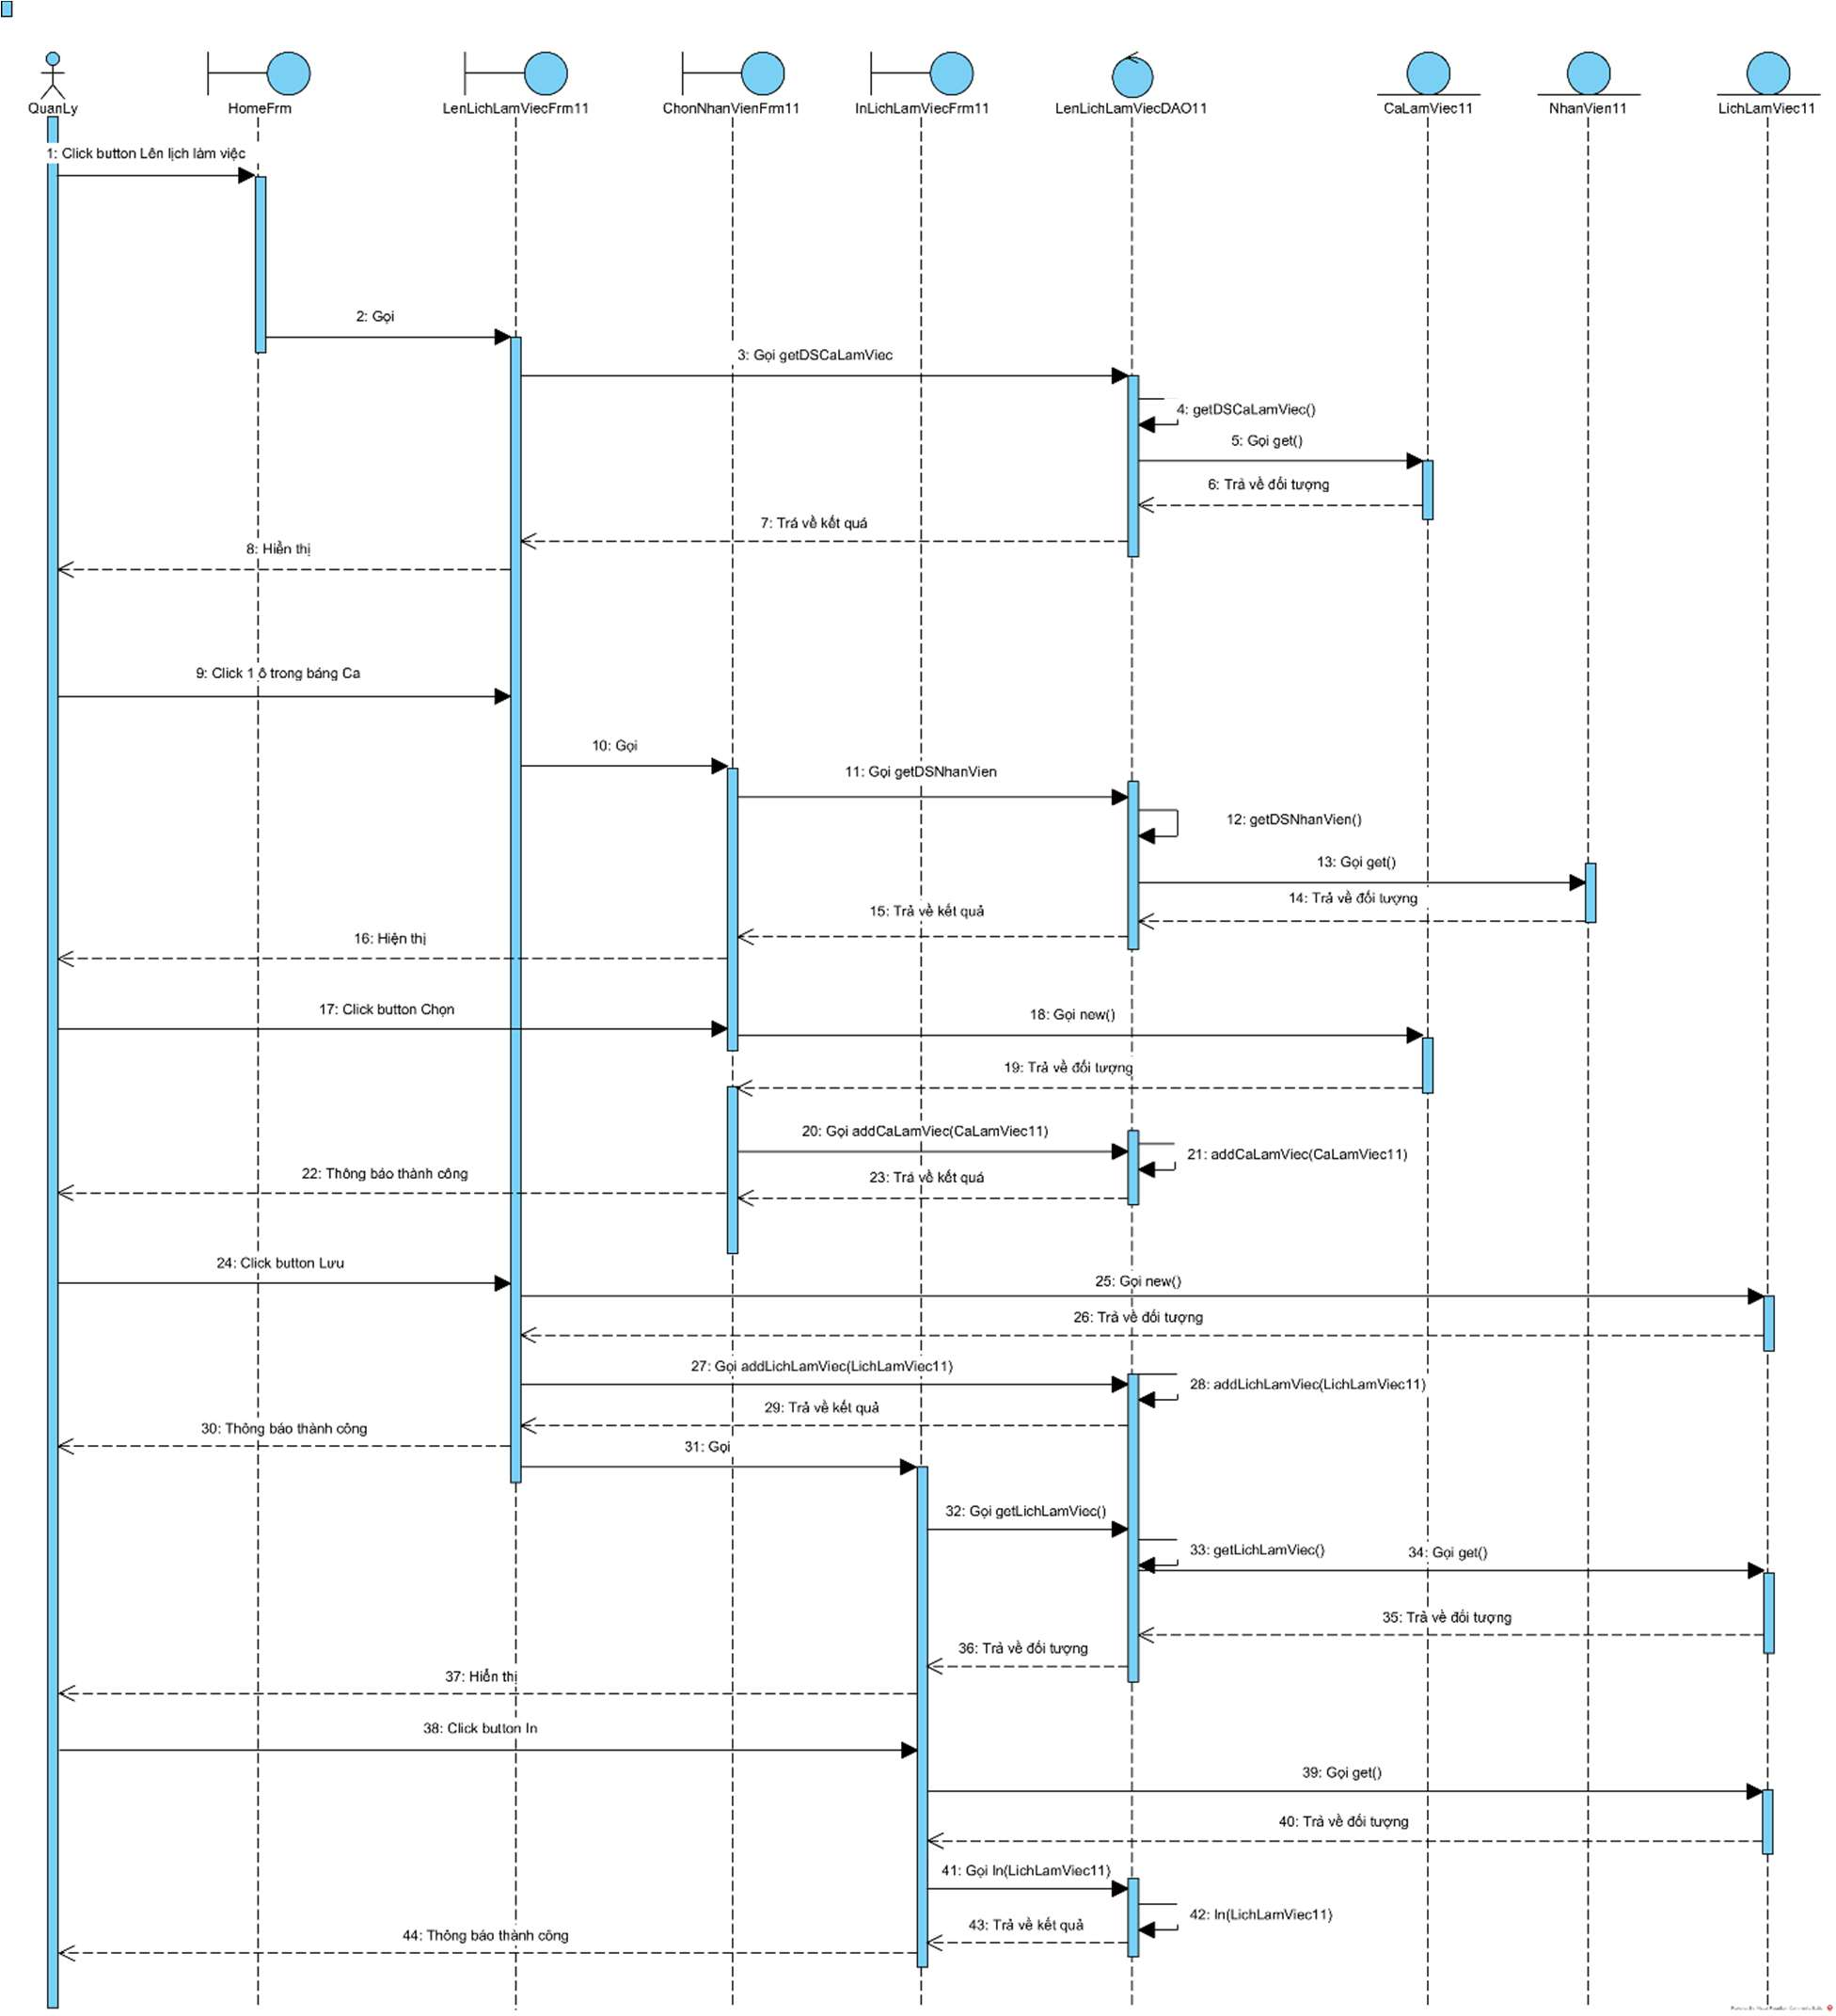 QuanLy
HomeFrm
LenLichLamViecFrm11
ChonNhanVienFrm11
InLichLamViecFrm11
LenLichLamViecDAO11
CaLamViec11
NhanVien11
LichLamViec11
1: Click button Lên lịch làm việc
2: Gọi
3: Gọi getDSCaLamViec
4: getDSCaLamViec()
5: Gọi get()
6: Trả về đối tượng
7: Trả về kết quả
8: Hiển thị
9: Click 1 ô trong bảng Ca
10: Gọi
11: Gọi getDSNhanVien
12: getDSNhanVien()
13: Gọi get()
14: Trả về đối tượng
15: Trả về kết quả
16: Hiện thị
17: Click button Chọn
18: Gọi new()
19: Trả về đối tượng
20: Gọi addCaLamViec(CaLamViec11)
21: addCaLamViec(CaLamViec11)
22: Thông báo thành công
23: Trả về kết quả
24: Click button Lưu
25: Gọi new()
26: Trả về đối tượng
27: Gọi addLichLamViec(LichLamViec11)
28: addLichLamViec(LichLamViec11)
29: Trả về kết quả
30: Thông báo thành công
31: Gọi
32: Gọi getLichLamViec()
33: getLichLamViec()
34: Gọi get()
35: Trả về đối tượng
36: Trả về đối tượng
37: Hiển thị
38: Click button In
39: Gọi get()
40: Trả về đối tượng
41: Gọi In(LichLamViec11)
42: In(LichLamViec11)
43: Trả về kết quả
44: Thông báo thành công